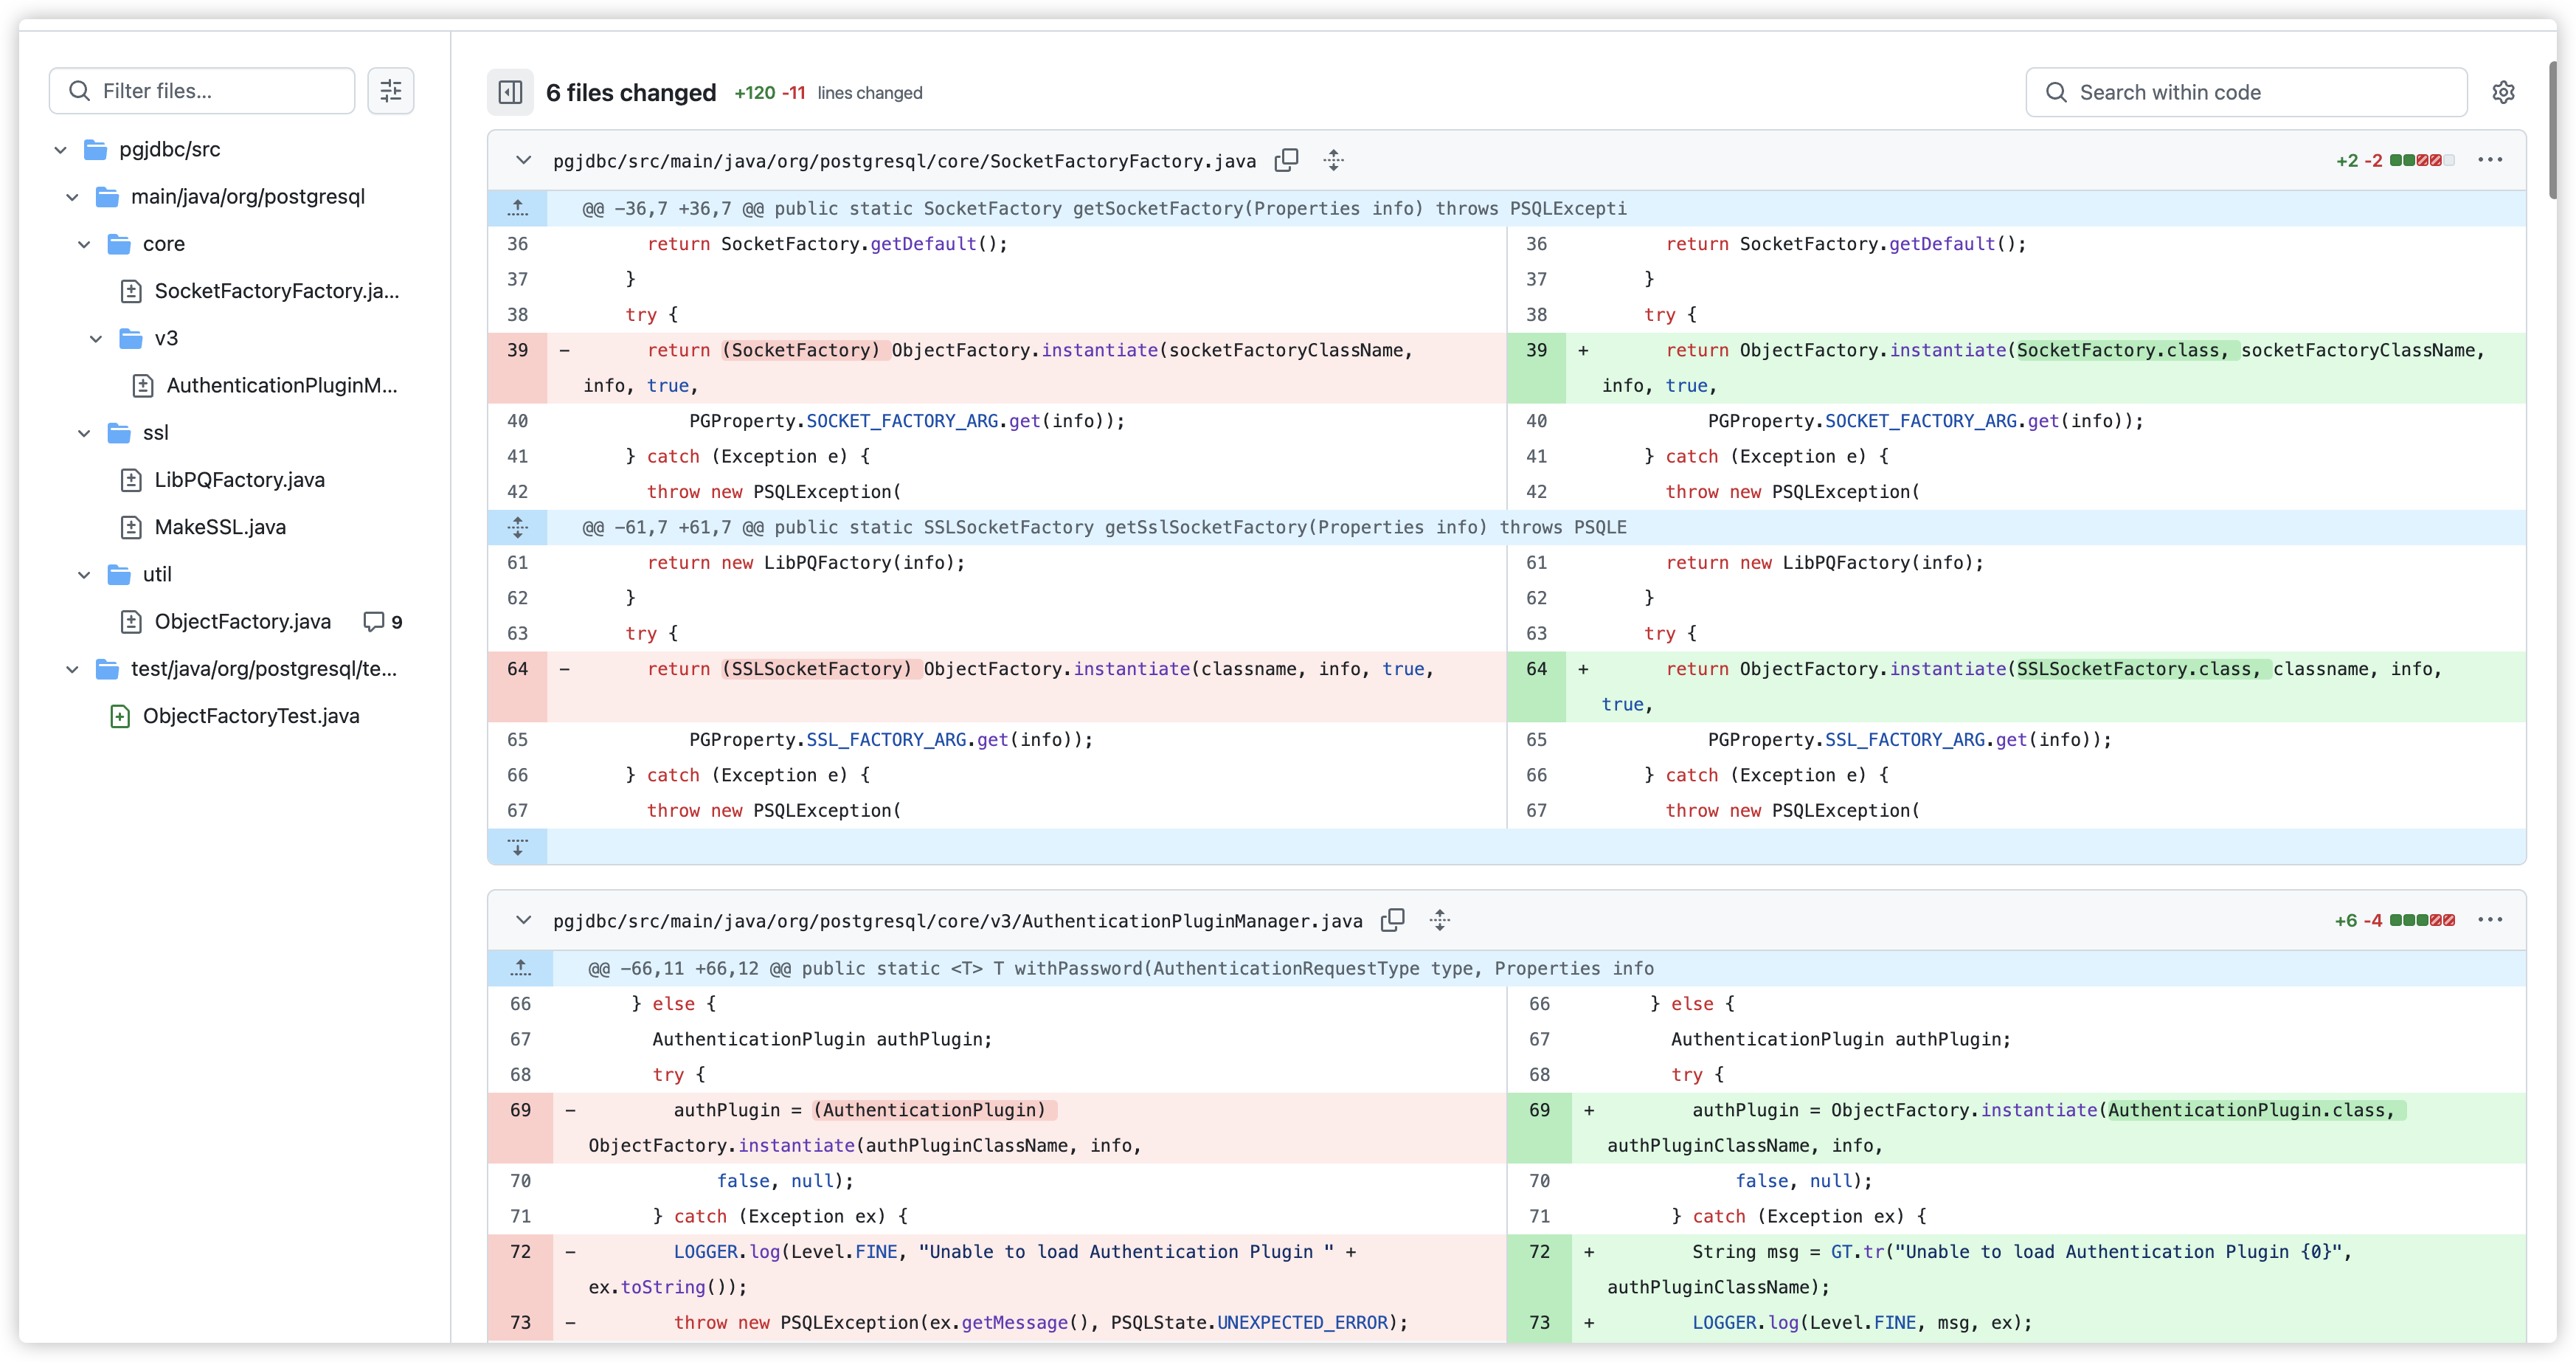 Filter files...
pgjdbc/src
main/java/org/postgresql
core
SocketFactoryFactory.ja...
v3
AuthenticationPluginM...
ssl
LibPQFactory.java
MakeSSL.java
util
ObjectFactory.java 9
test/java/org/postgresql/te...
ObjectFactoryTest.java
6 files changed +120 -11 lines changed
Search within code
pgjdbc/src/main/java/org/postgresql/core/SocketFactoryFactory.java +2 -2
@@ -36,7 +36,7 @@ public static SocketFactory getSocketFactory(Properties info) throws PSQLExcepti
36 return SocketFactory.getDefault();
37 }
38 try {
39 - return (SocketFactory) ObjectFactory.instantiate(socketFactoryClassName,
info, true,
40 PGProperty.SOCKET_FACTORY_ARG.get(info));
41 } catch (Exception e) {
42 throw new PSQLException(
36 return SocketFactory.getDefault();
37 }
38 try {
39 + return ObjectFactory.instantiate(SocketFactory.class, socketFactoryClassName,
info, true,
40 PGProperty.SOCKET_FACTORY_ARG.get(info));
41 } catch (Exception e) {
42 throw new PSQLException(
@@ -61,7 +61,7 @@ public static SSLSocketFactory getSslSocketFactory(Properties info) throws PSQLE
61 return new LibPQFactory(info);
62 }
63 try {
64 - return (SSLSocketFactory) ObjectFactory.instantiate(classname, info, true,
65 PGProperty.SSL_FACTORY_ARG.get(info));
66 } catch (Exception e) {
67 throw new PSQLException(
61 return new LibPQFactory(info);
62 }
63 try {
64 + return ObjectFactory.instantiate(SSLSocketFactory.class, classname, info,
true,
65 PGProperty.SSL_FACTORY_ARG.get(info));
66 } catch (Exception e) {
67 throw new PSQLException(
pgjdbc/src/main/java/org/postgresql/core/v3/AuthenticationPluginManager.java +6 -4
@@ -66,11 +66,12 @@ public static <T> T withPassword(AuthenticationRequestType type, Properties info
66 } else {
67 AuthenticationPlugin authPlugin;
68 try {
69 - authPlugin = (AuthenticationPlugin)
ObjectFactory.instantiate(authPluginClassName, info,
70 false, null);
71 } catch (Exception ex) {
72 - LOGGER.log(Level.FINE, "Unable to load Authentication Plugin " +
ex.toString());
73 - throw new PSQLException(ex.getMessage(), PSQLState.UNEXPECTED_ERROR);
66 } else {
67 AuthenticationPlugin authPlugin;
68 try {
69 + authPlugin = ObjectFactory.instantiate(AuthenticationPlugin.class,
authPluginClassName, info,
70 false, null);
71 } catch (Exception ex) {
72 + String msg = GT.tr("Unable to load Authentication Plugin {0}",
authPluginClassName);
73 + LOGGER.log(Level.FINE, msg, ex);